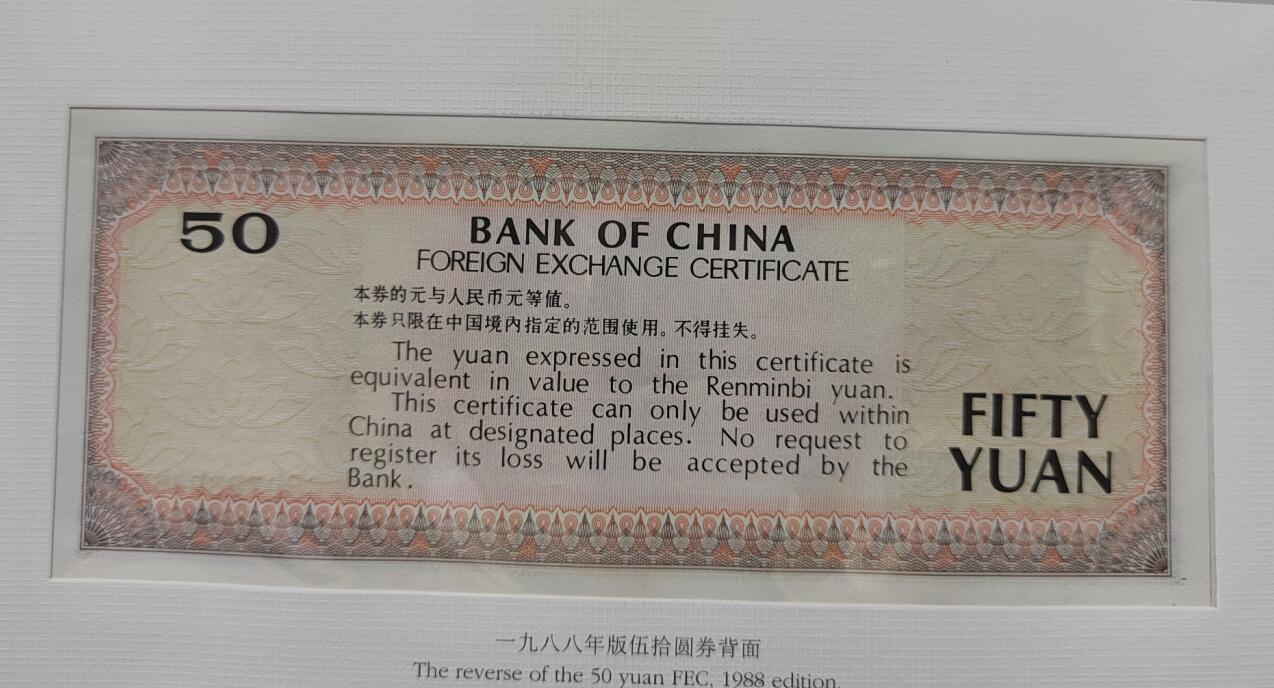 50
BANK OF CHINA
FOREIGN EXCHANGE CERTIFICATE
本券的元与人民币元等值。
本券只限在中国境内指定的范围使用。不得挂失。
The yuan expressed in this certificate is
equivalent in value to the Renminbi yuan.
This certificate can only be used within
China at designated places. No request to
register its loss will be accepted by the
Bank.
FIFTY
YUAN
一九八八年版伍拾圆券背面
The reverse of the 50 yuan FEC, 1988 edition.